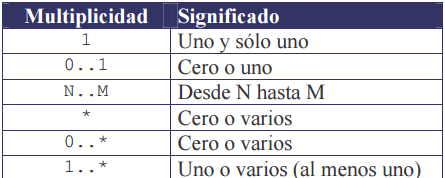 Multiplicidad Significado
1 Uno y sólo uno
0..1 Cero o uno
N..M Desde N hasta M
* Cero o varios
0..* Cero o varios
1..* Uno o varios (al menos uno)